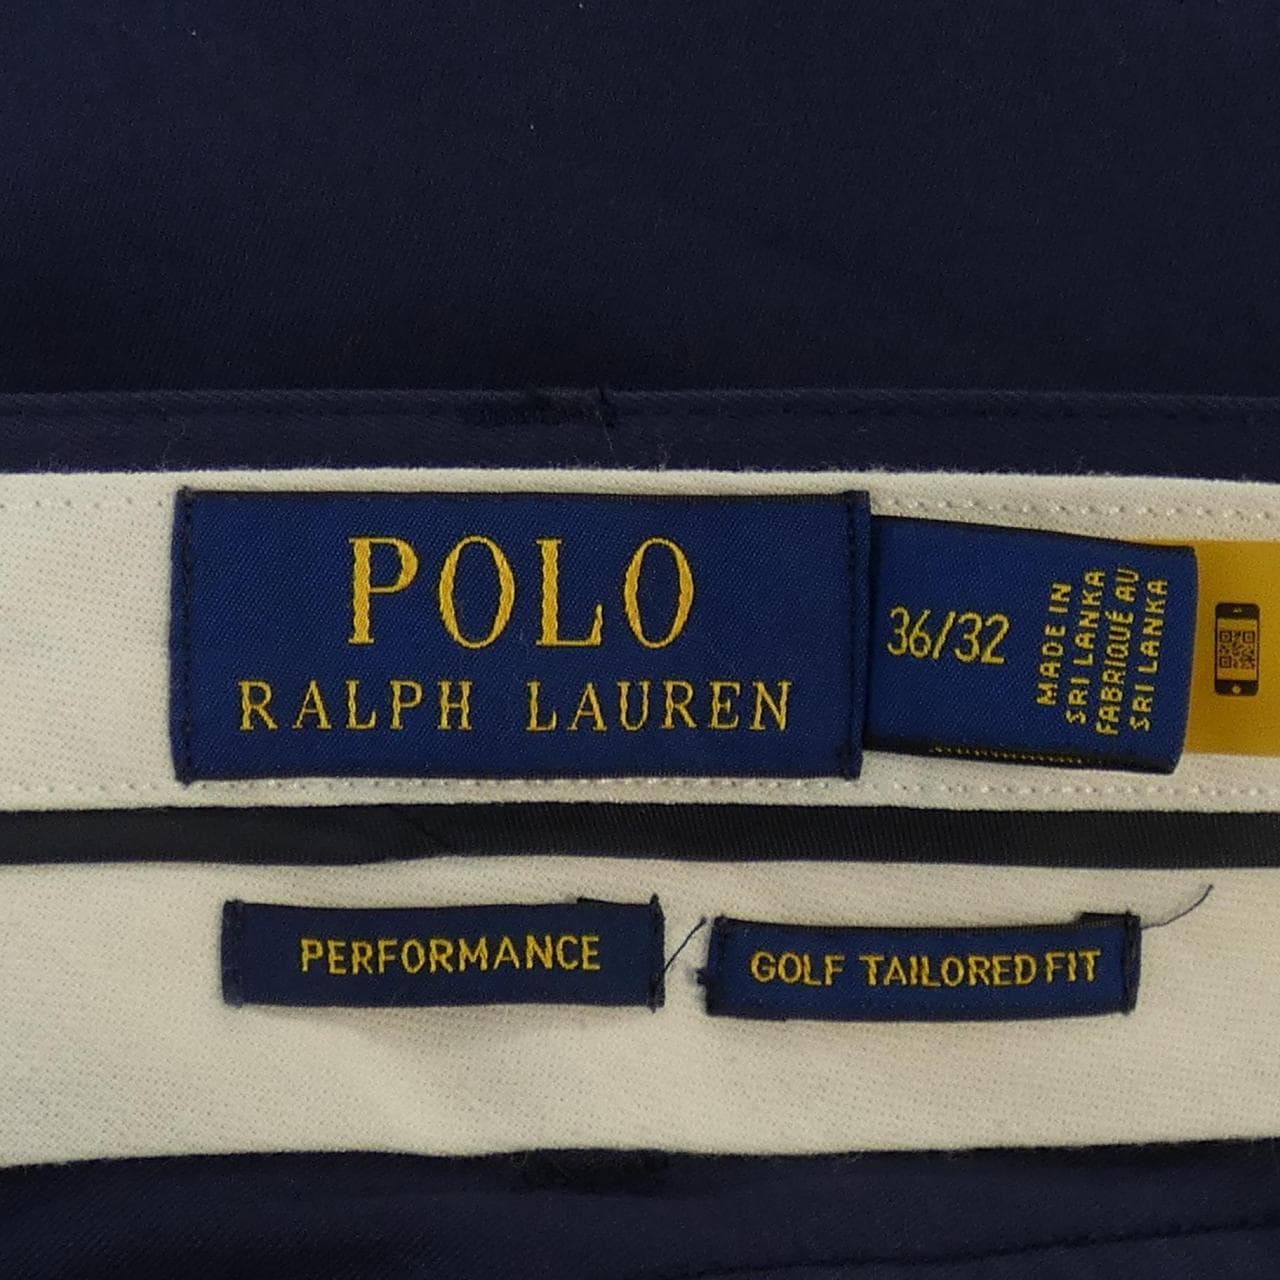 POLO
RALPH LAUREN
36/32
MADE IN
SRI LANKA
FABRIQUÉ AU
SRI LANKA
PERFORMANCE
GOLF TAILORED FIT